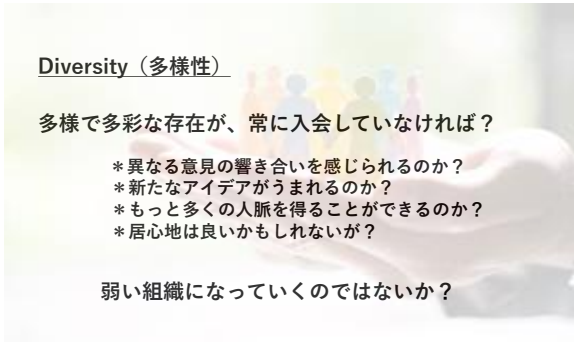 Diversity（多様性）
多様で多彩な存在が、常に入会していなければ？
＊異なる意見の響き合いを感じられるのか？
＊新たなアイデアがうまれるのか？
＊もっと多くの人脈を得ることができるのか？
＊居心地は良いかもしれないが？
弱い組織になっていくのではないか？